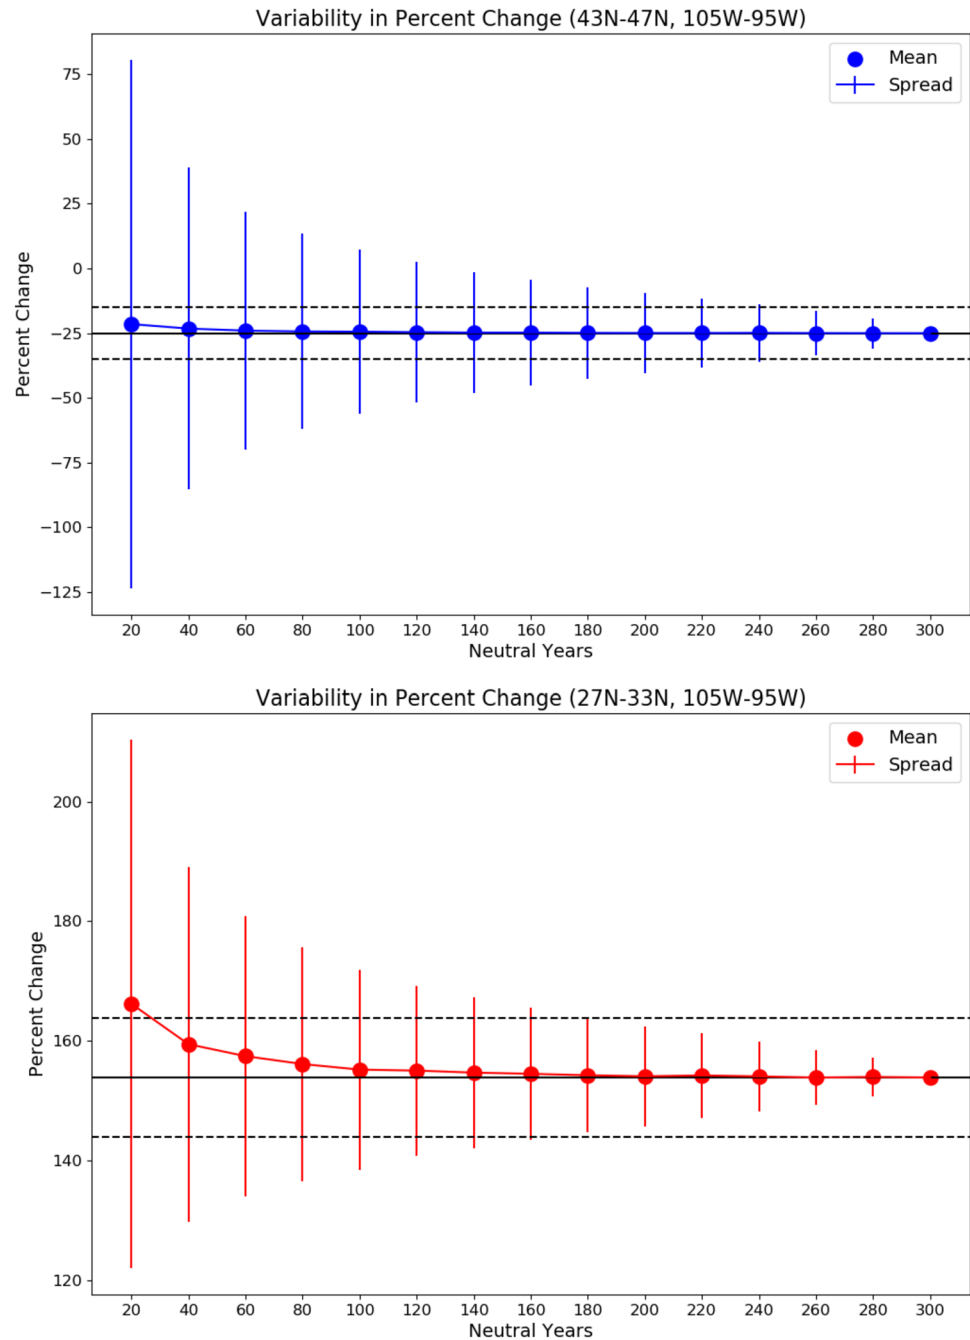 Variability in Percent Change (43N-47N, 105W-95W)
Mean
Spread
Percent Change
75
50
25
0
−25
−50
−75
−100
−125
20 40 60 80 100 120 140 160 180 200 220 240 260 280 300
Neutral Years
Variability in Percent Change (27N-33N, 105W-95W)
Mean
Spread
Percent Change
200
180
160
140
120
20 40 60 80 100 120 140 160 180 200 220 240 260 280 300
Neutral Years